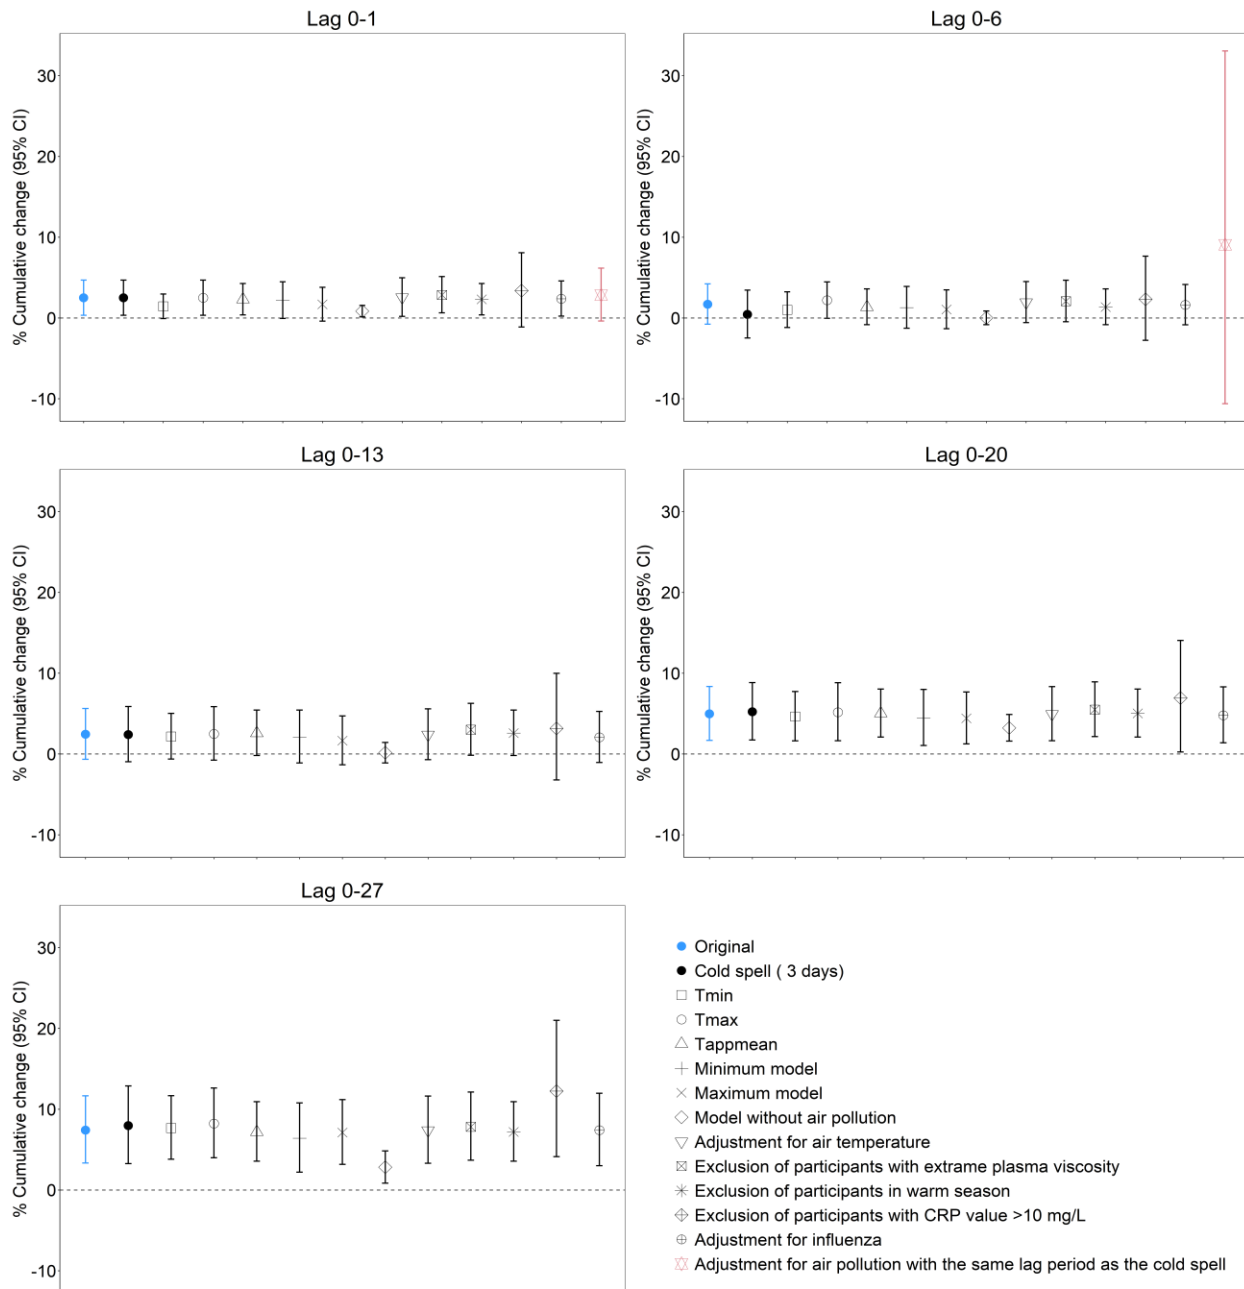 Lag 0-1
Lag 0-6
% Cumulative change (95% CI)
30
20
10
0
-10
% Cumulative change (95% CI)
30
20
10
0
-10
Lag 0-13
Lag 0-20
% Cumulative change (95% CI)
30
20
10
0
-10
% Cumulative change (95% CI)
30
20
10
0
-10
Lag 0-27
% Cumulative change (95% CI)
30
20
10
0
-10
Original
Cold spell ( 3 days)
Tmin
Tmax
Tappmean
Minimum model
Maximum model
Model without air pollution
Adjustment for air temperature
Exclusion of participants with extrame plasma viscosity
Exclusion of participants in warm season
Exclusion of participants with CRP value >10 mg/L
Adjustment for influenza
Adjustment for air pollution with the same lag period as the cold spell